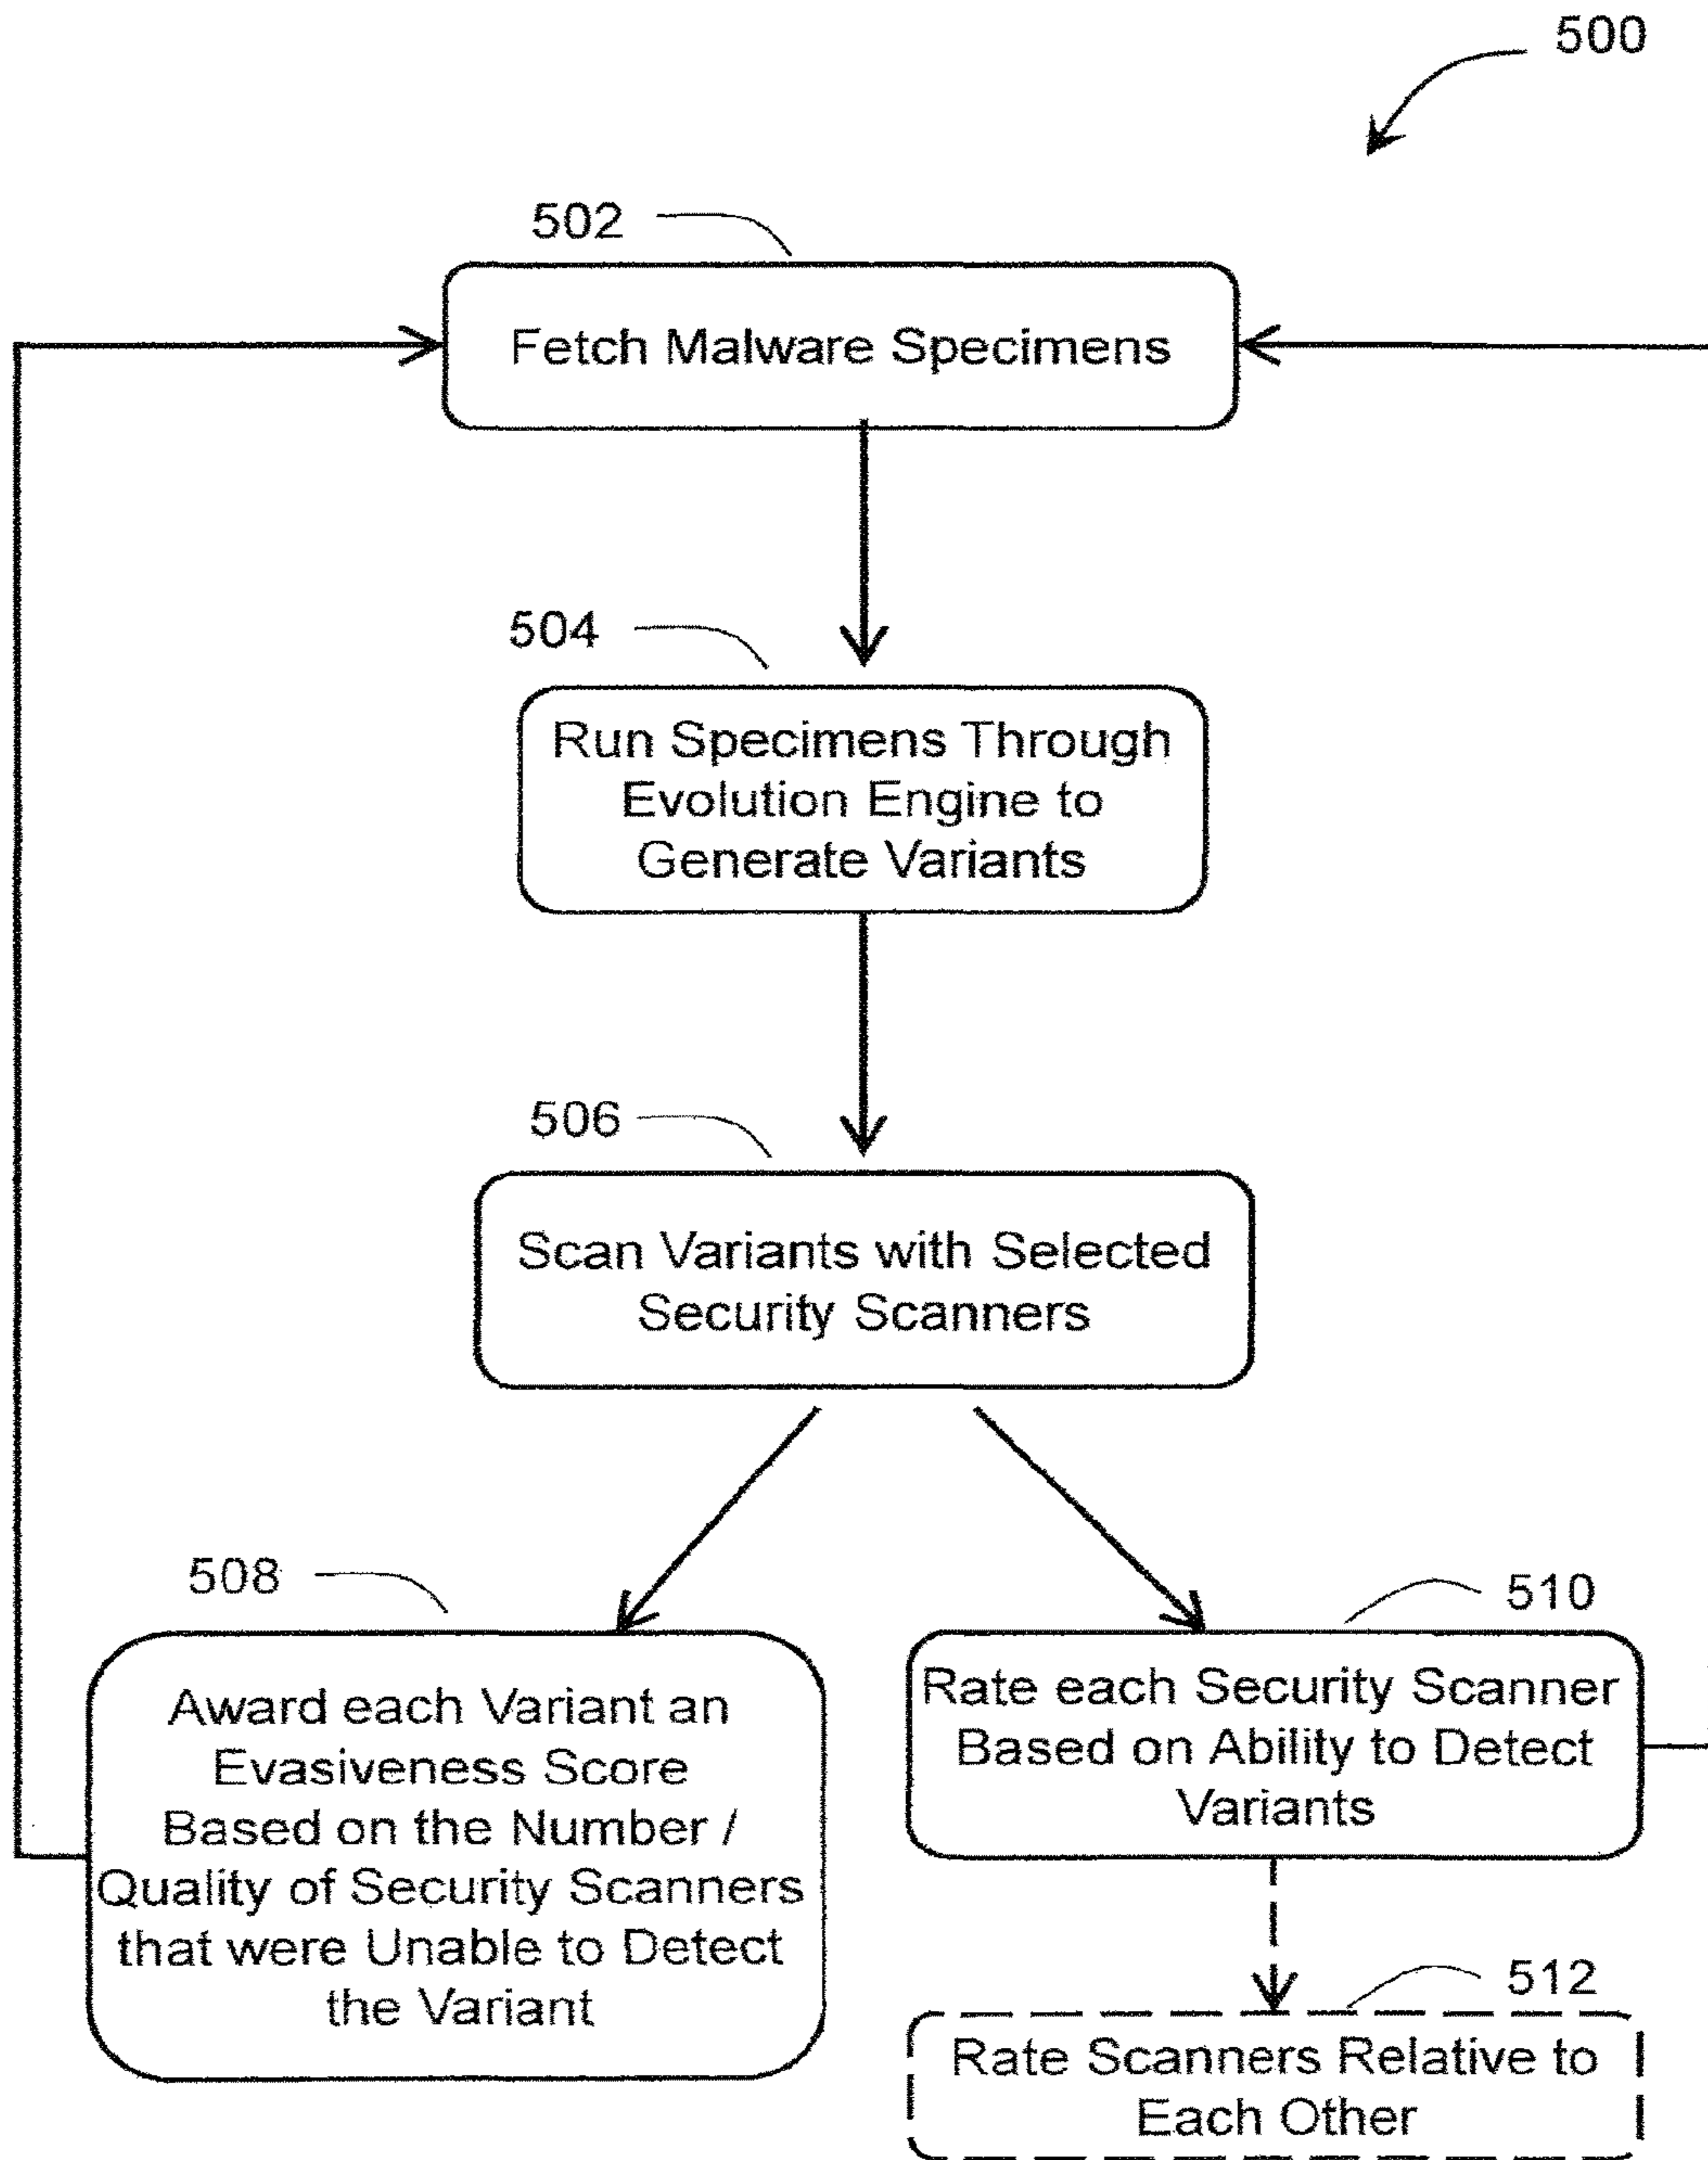 500
502
Fetch Malware Specimens
504
Run Specimens Through
Evolution Engine to
Generate Variants
506
Scan Variants with Selected
Security Scanners
508
Award each Variant an
Evasiveness Score
Based on the Number /
Quality of Security Scanners
that were Unable to Detect
the Variant
510
Rate each Security Scanner
Based on Ability to Detect
Variants
512
Rate Scanners Relative to
Each Other